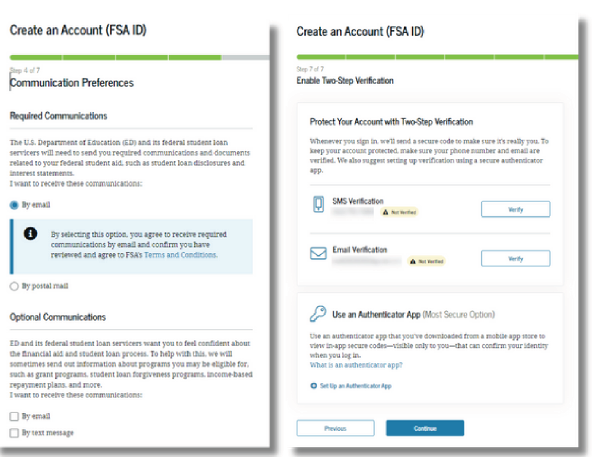 Create an Account (FSA ID)
Step 4 of 7
Communication Preferences
Required Communications
The U.S. Department of Education (ED) and its federal student loan
servicers will need to send you required communications and documents
related to your federal student aid, such as student loan disclosures and
interest statements.
I want to receive these communications:
By email
By selecting this option, you agree to receive required
communications by email and confirm you have
reviewed and agree to FSA's Terms and Conditions.
By postal mail
Optional Communications
ED and its federal student loan servicers want you to feel confident about
the financial aid and student loan process. To help with this, we will
sometimes send out information about programs you may be eligible for,
such as grant programs, student loan forgiveness programs, income-based
repayment plans, and more.
I want to receive these communications:
By email
By text message
Create an Account (FSA ID)
Step 7 of 7
Enable Two-Step Verification
Protect Your Account with Two-Step Verification
Whenever you sign in, we'll send a secure code to make sure it's really you. To
keep your account protected, make sure your phone number and email are
verified. We also suggest setting up verification using a secure authenticator
app.
SMS Verification
Not Verified
Verify
Email Verification
Not Verified
Verify
Use an Authenticator App (Most Secure Option)
Use an authenticator app that you've downloaded from a mobile app store to
view in-app secure codes—visible only to you—that can confirm your identity
when you log in.
What is an authenticator app?
Set Up an Authenticator App
Previous
Continue